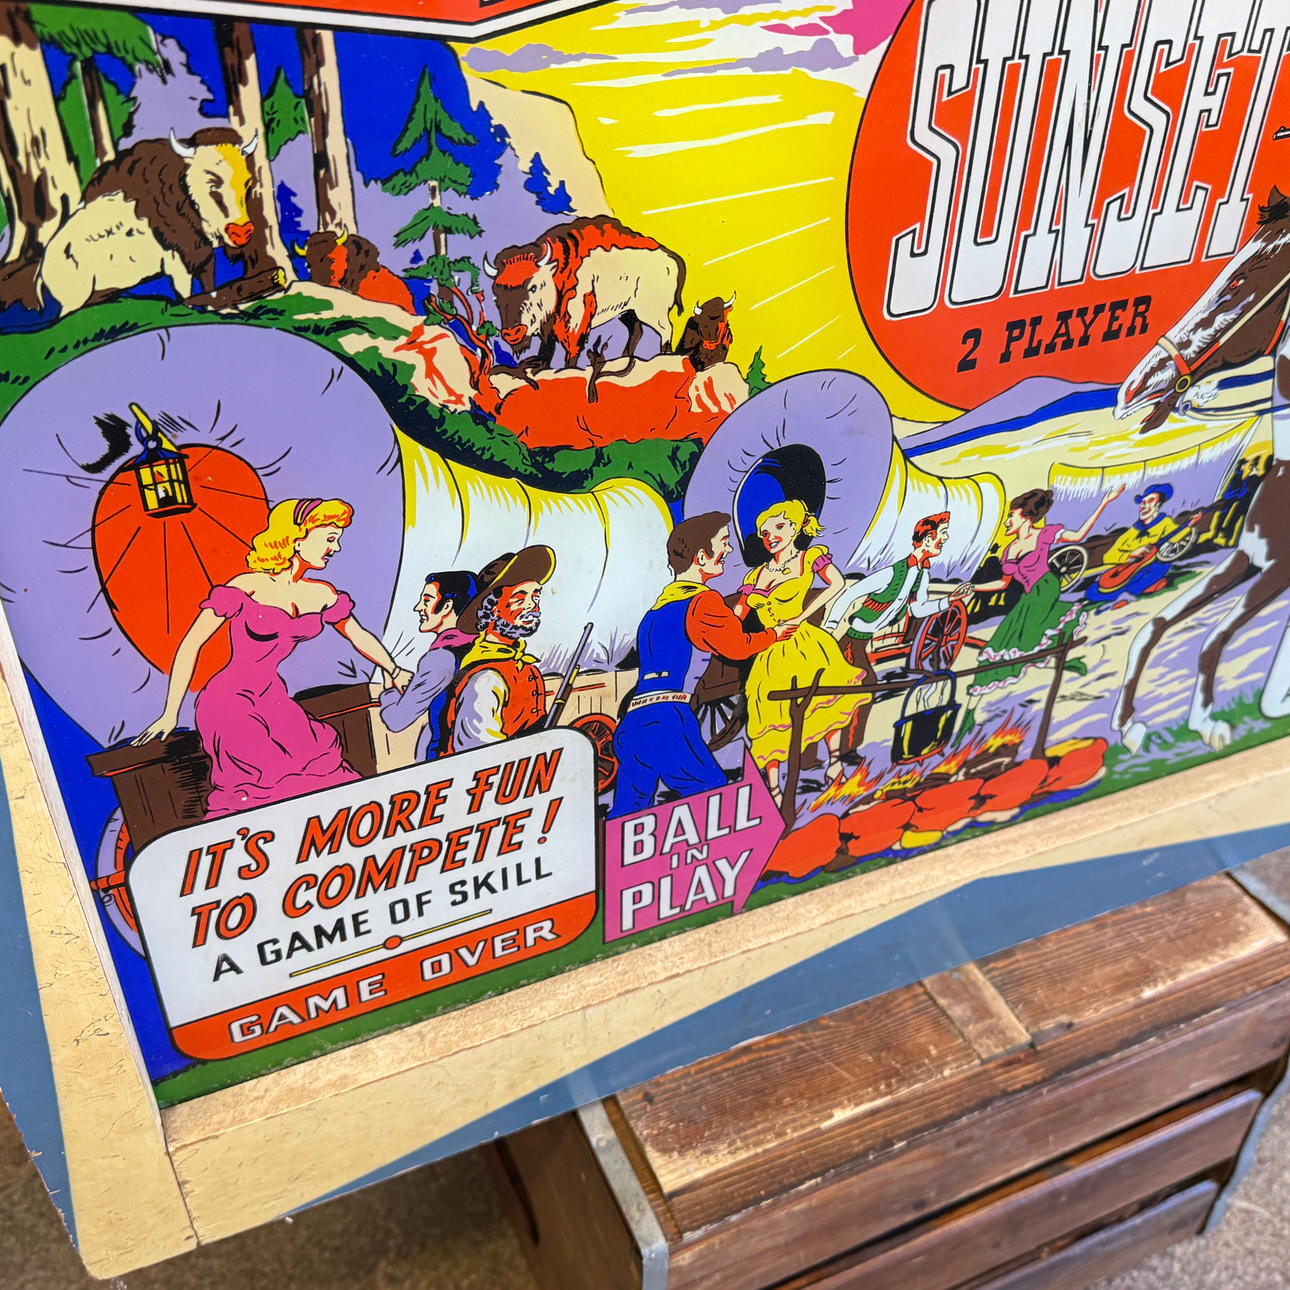 SUNSET
2 PLAYER
IT'S MORE FUN
TO COMPETE!
A GAME OF SKILL
GAME OVER
BALL
IN
PLAY